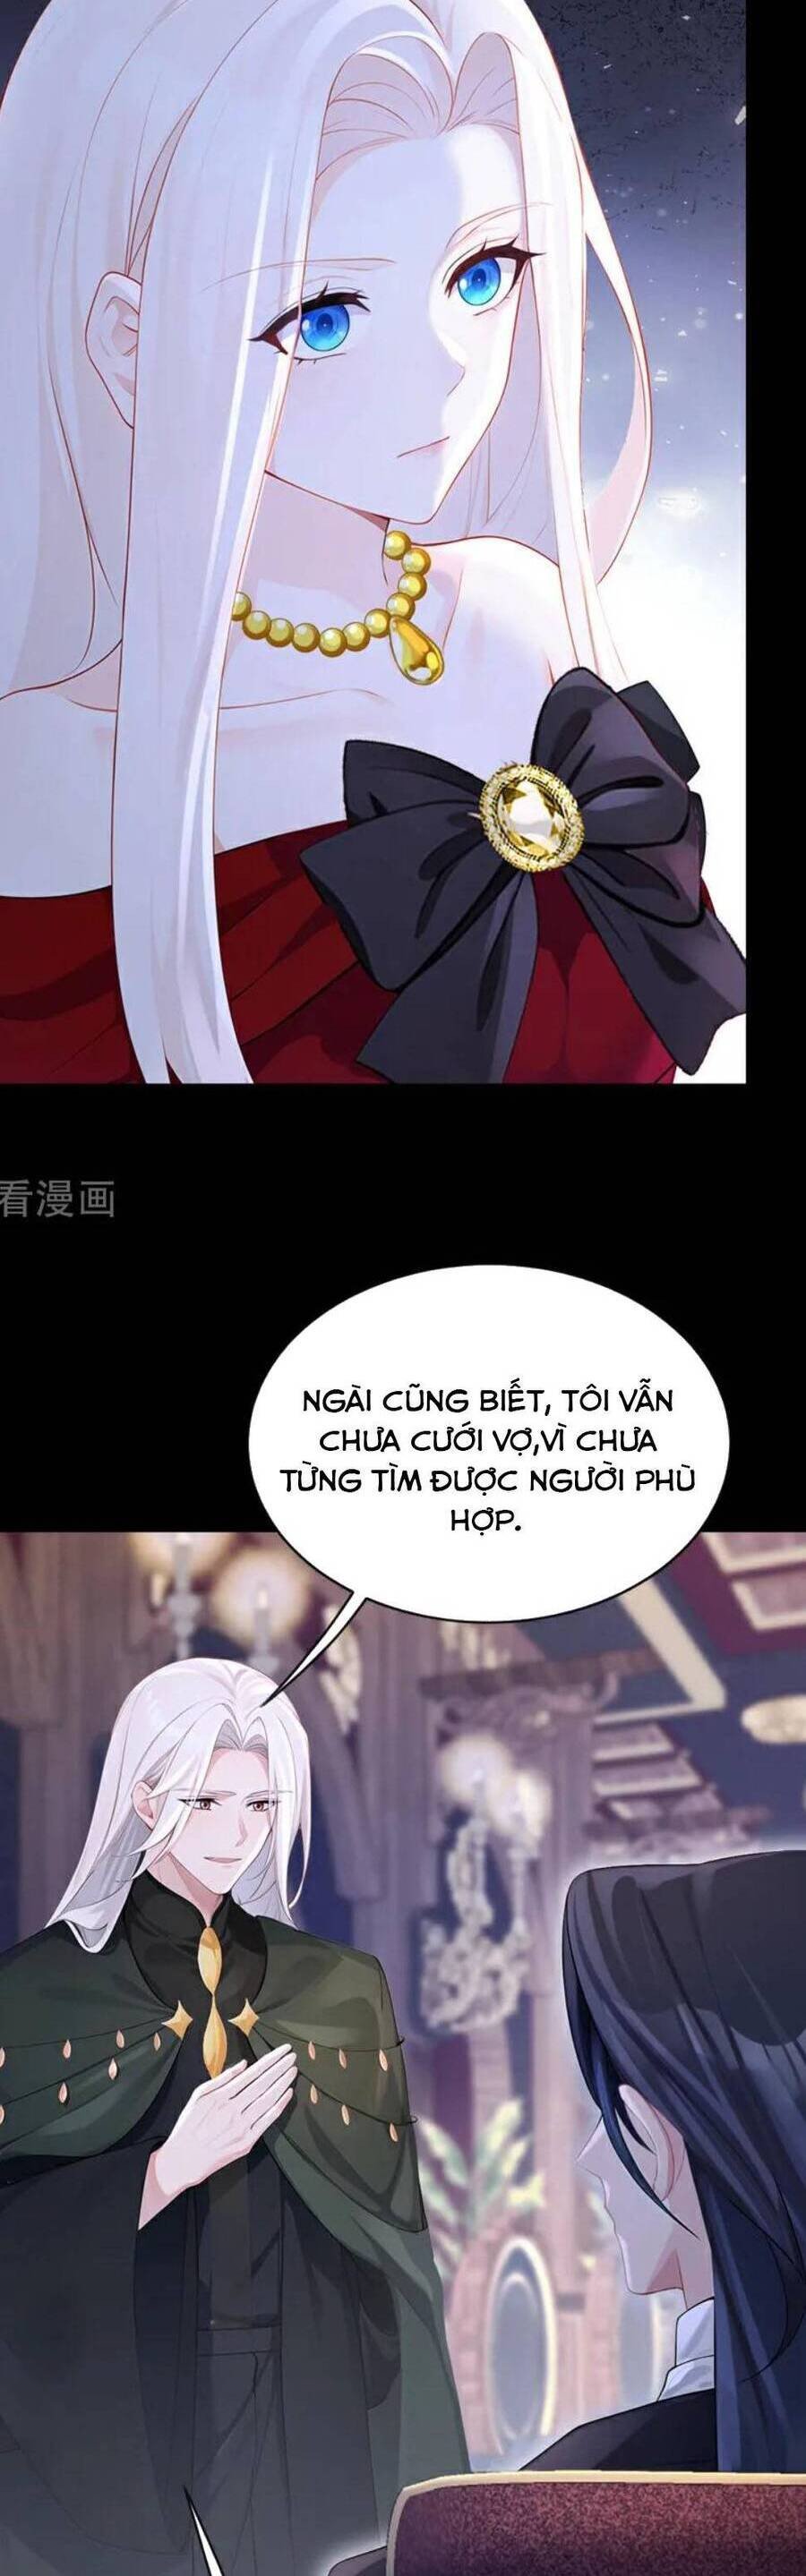 看漫画
NGÀI CŨNG BIẾT, TÔI VẪN
CHƯA CƯỚI VỢ,VÌ CHƯA
TỪNG TÌM ĐƯỢC NGƯỜI PHÙ
HỢP.